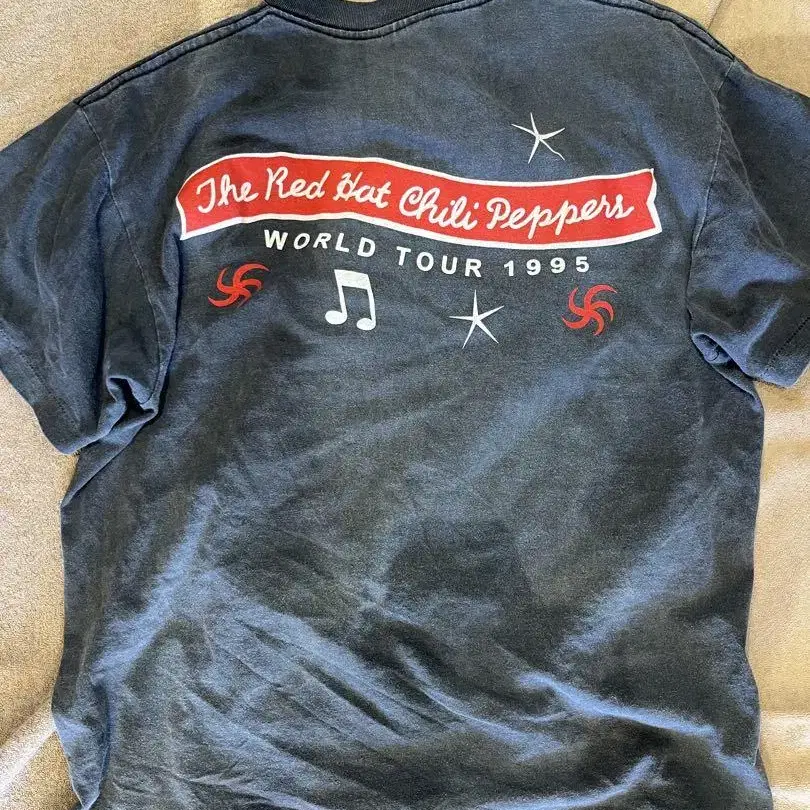 The Red Hat Chili Peppers
WORLD TOUR 1995